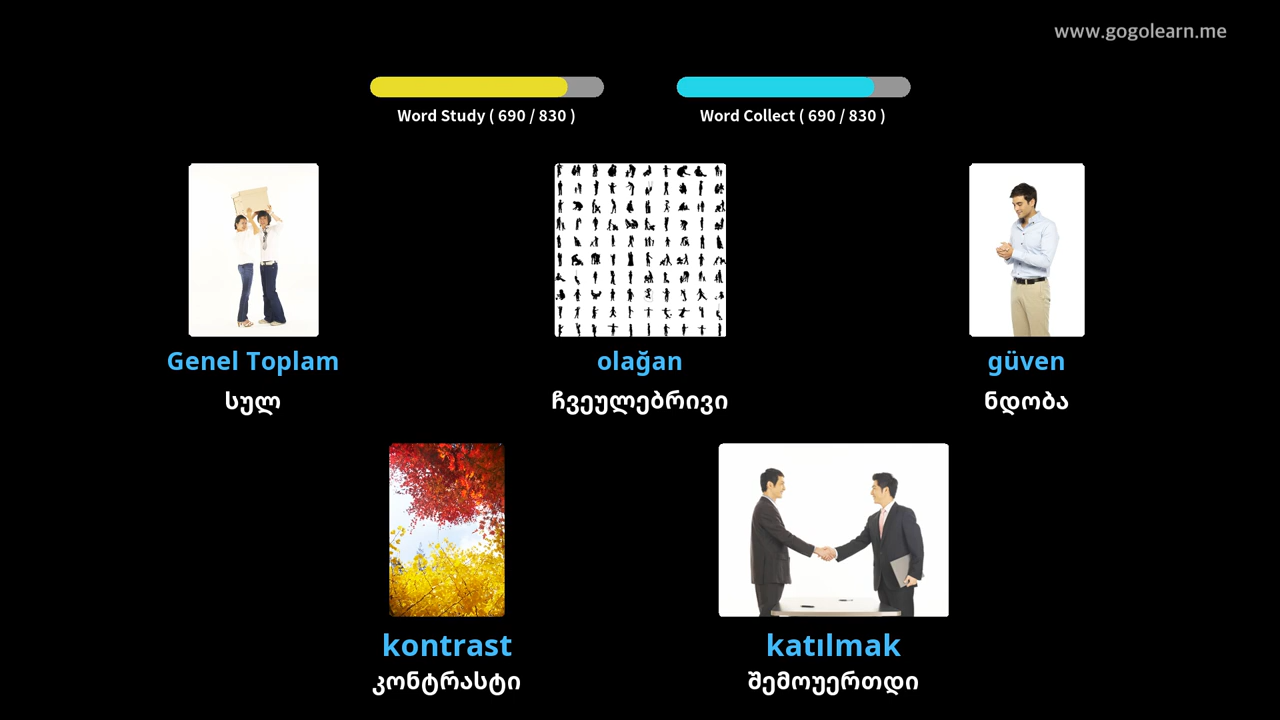 www.gogolearn.me
Word Study ( 690 / 830 )
Word Collect ( 690 / 830 )
Genel Toplam
სულ
olağan
ჩვეულებრივი
güven
ნდობა
kontrast
კონტრასტი
katılmak
შემოუერთდი